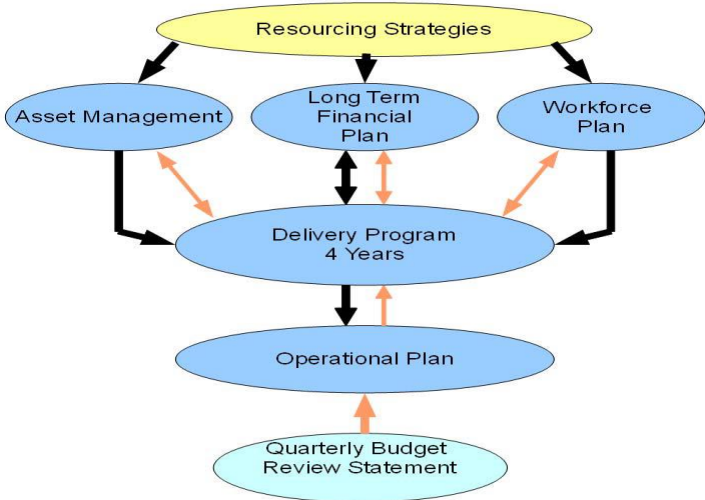 Resourcing Strategies
Asset Management
Long Term
Financial
Plan
Workforce
Plan
Delivery Program
4 Years
Operational Plan
Quarterly Budget
Review Statement